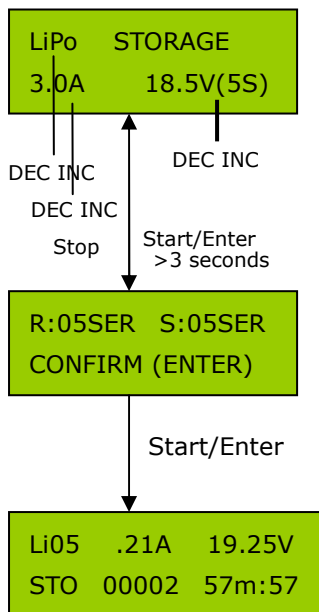 LiPo STORAGE
3.0A 18.5V(5S)
DEC INC
DEC INC
DEC INC
Stop
Start/Enter
>3 seconds
R:05SER S:05SER
CONFIRM (ENTER)
Start/Enter
Li05 .21A 19.25V
STO 00002 57m:57